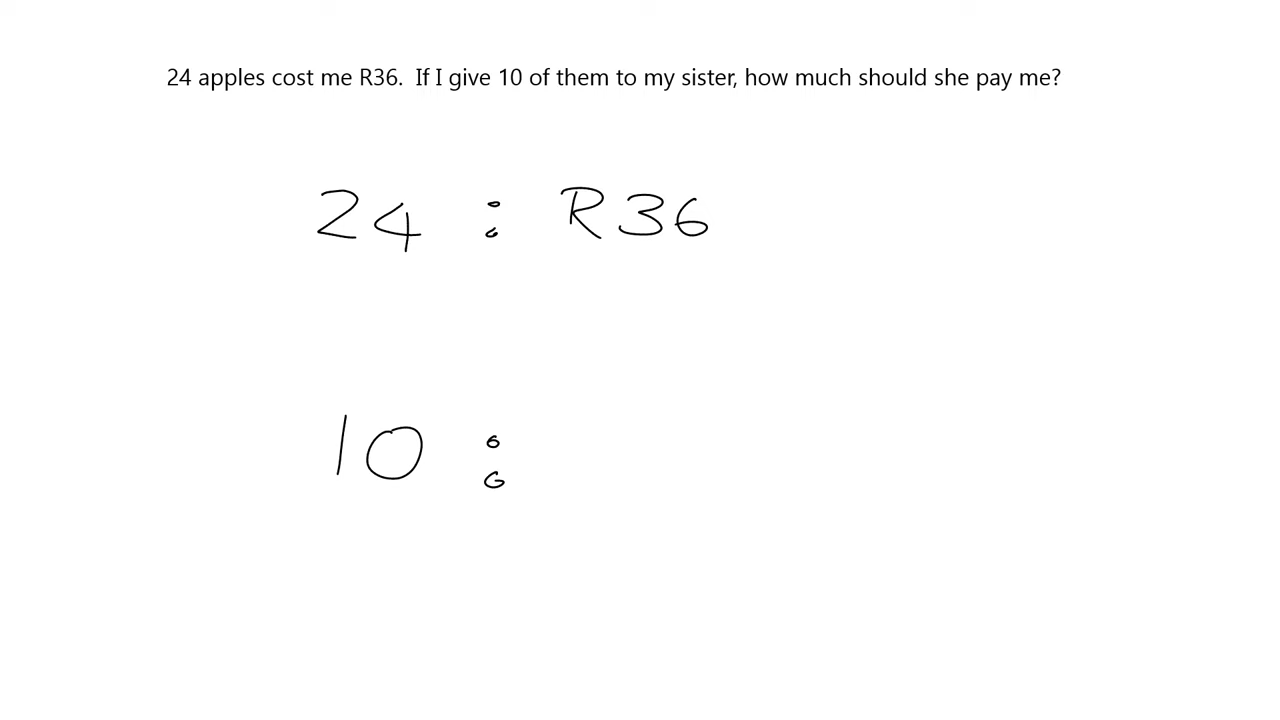 24 apples cost me R36.  If I give 10 of them to my sister, how much should she pay me?
24 : R36
10 :